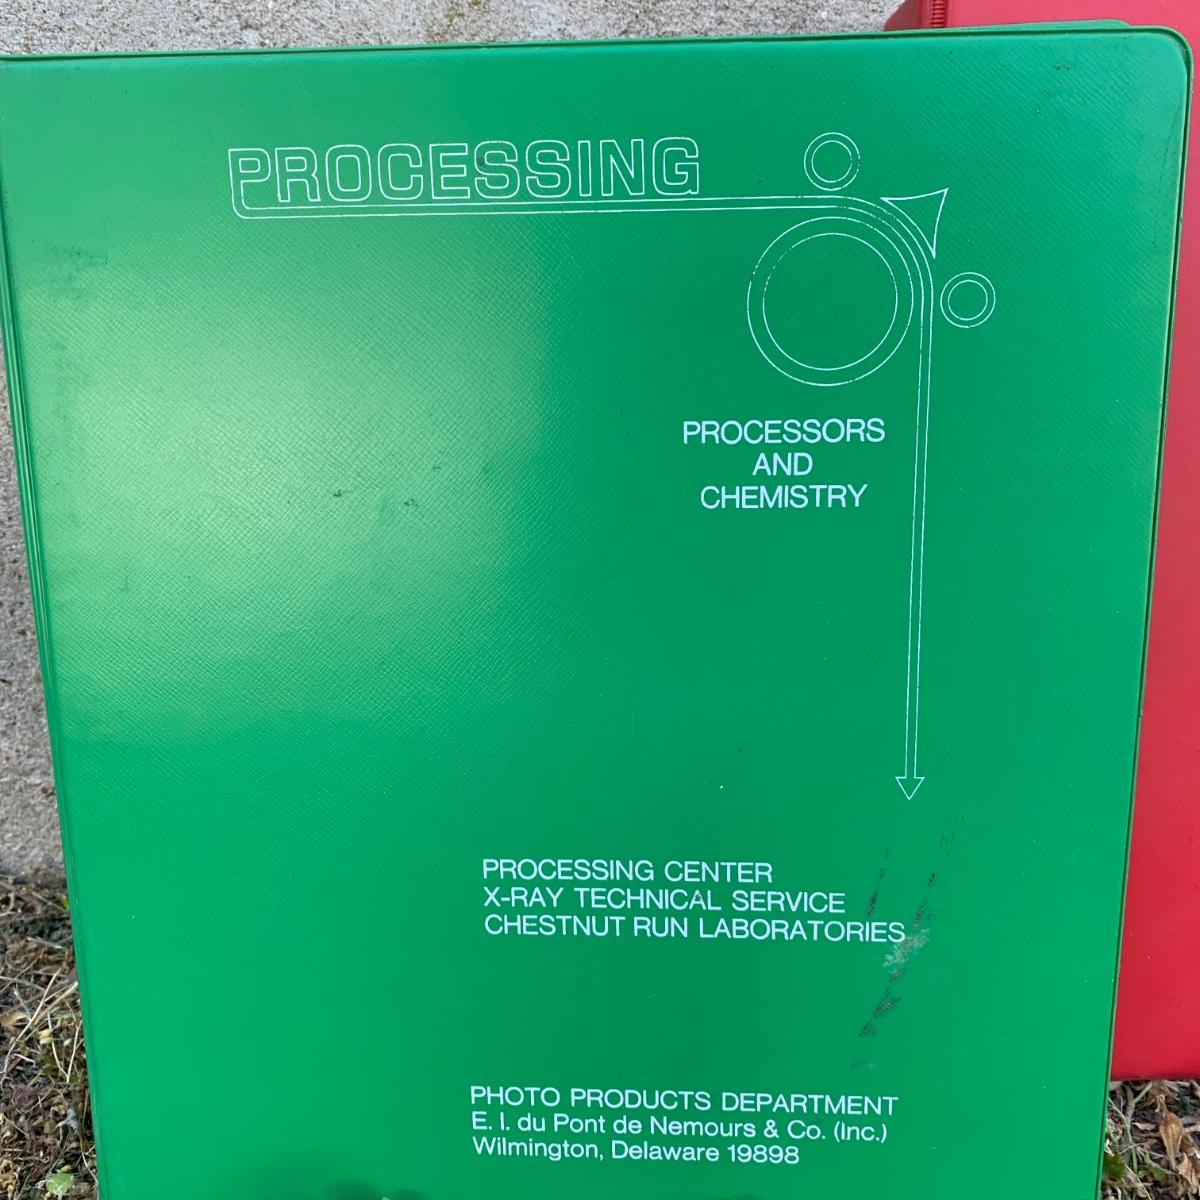 PROCESSING
PROCESSORS
AND
CHEMISTRY
PROCESSING CENTER
X-RAY TECHNICAL SERVICE
CHESTNUT RUN LABORATORIES
PHOTO PRODUCTS DEPARTMENT
E. I. du Pont de Nemours & Co. (Inc.)
Wilmington, Delaware 19898